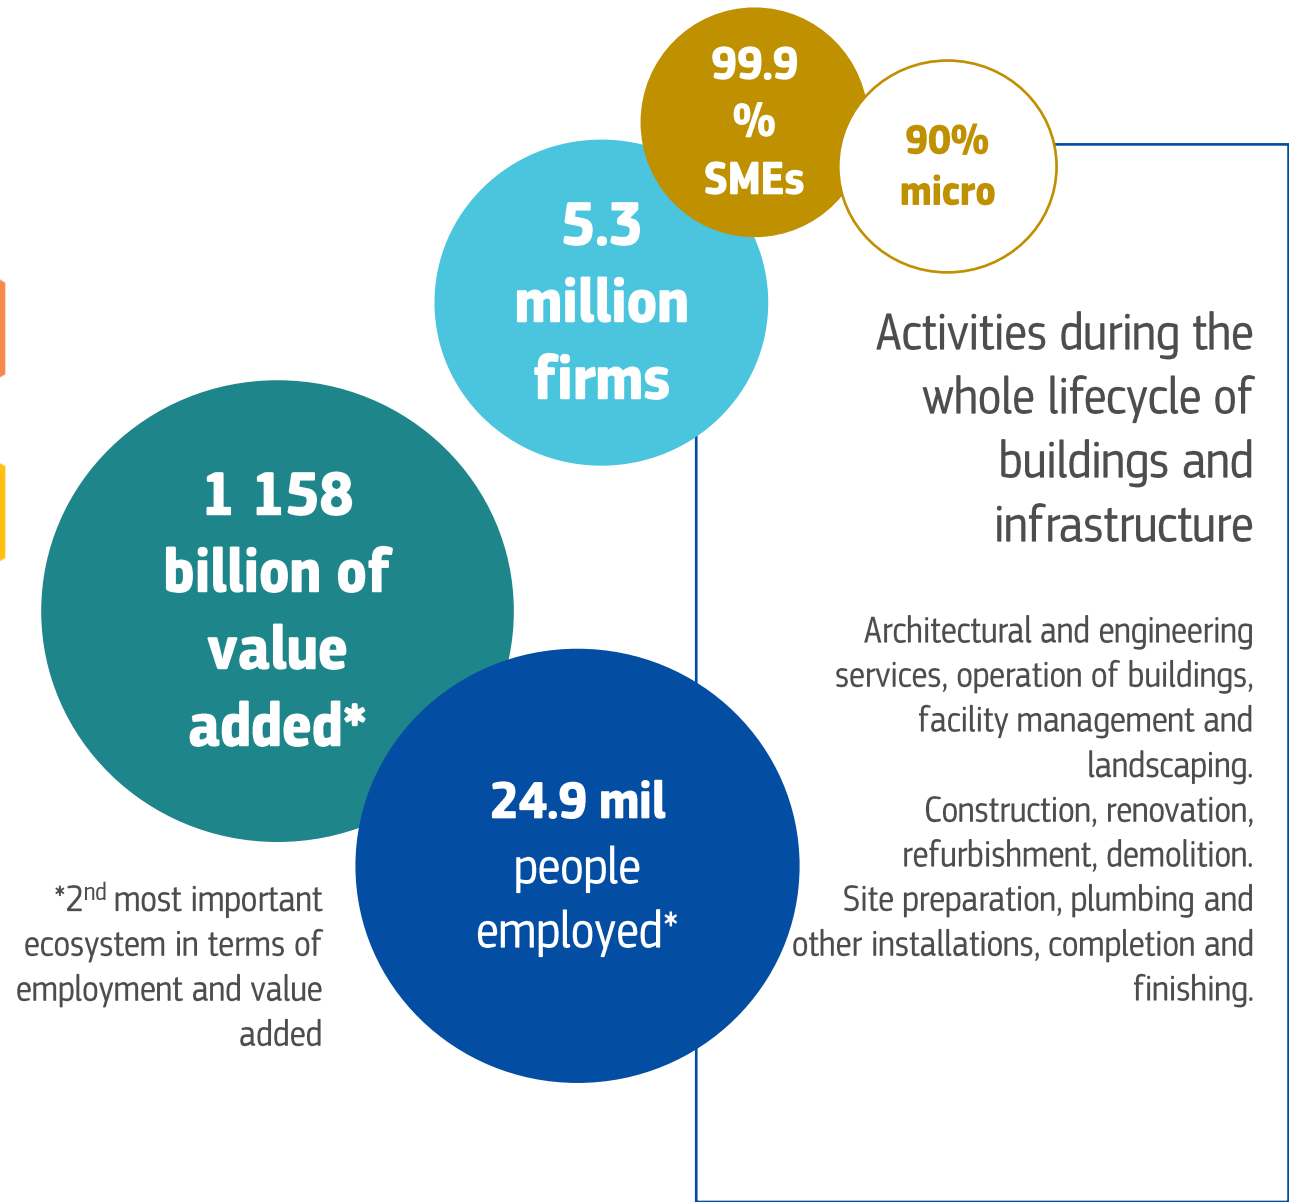 99.9
%
SMEs
90%
micro
5.3
million
firms
1 158
billion of
value
added*
24.9 mil
people
employed*
*2nd most important
ecosystem in terms of
employment and value
added
Activities during the
whole lifecycle of
buildings and
infrastructure
Architectural and engineering
services, operation of buildings,
facility management and
landscaping.
Construction, renovation,
refurbishment, demolition.
Site preparation, plumbing and
other installations, completion and
finishing.